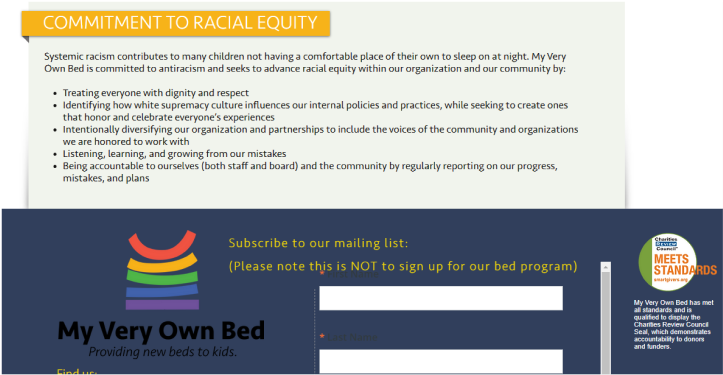 COMMITMENT TO RACIAL EQUITY
Systemic racism contributes to many children not having a comfortable place of their own to sleep on at night. My Very
Own Bed is committed to antiracism and seeks to advance racial equity within our organization and our community by:
• Treating everyone with dignity and respect
• Identifying how white supremacy culture influences our internal policies and practices, while seeking to create ones
that honor and celebrate everyone's experiences
• Intentionally diversifying our organization and partnerships to include the voices of the community and organizations
we are honored to work with
• Listening, learning, and growing from our mistakes
• Being accountable to ourselves (both staff and board) and the community by regularly reporting on our progress,
mistakes, and plans
My Very Own Bed
Providing new beds to kids.
Find us:
Subscribe to our mailing list:
(Please note this is NOT to sign up for our bed program)
*
* Last Name
Charities
REVIEW
Council
MEETS
STANDARDS
smartgivers.org
My Very Own Bed has met
all standards and is
qualified to display the
Charities Review Council
Seal, which demonstrates
accountability to donors
and funders.